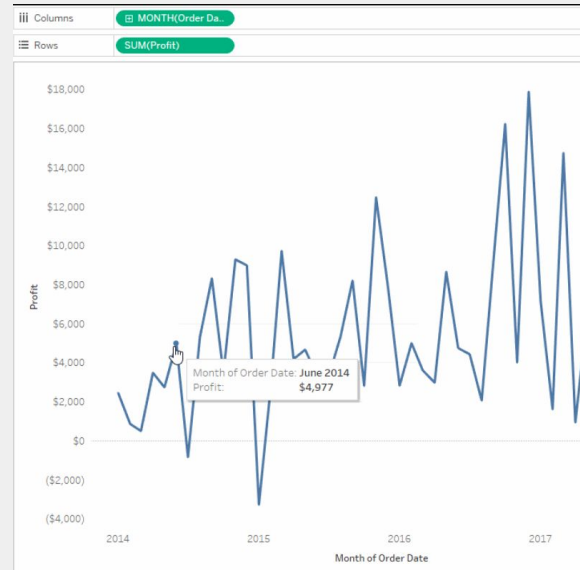 Columns
MONTH(Order Da..
Rows
SUM(Profit)
$18,000
$16,000
$14,000
$12,000
$10,000
$8,000
$6,000
$4,000
$2,000
$0
($2,000)
($4,000)
Profit
Month of Order Date: June 2014
Profit: $4,977
2014 2015 2016 2017
Month of Order Date